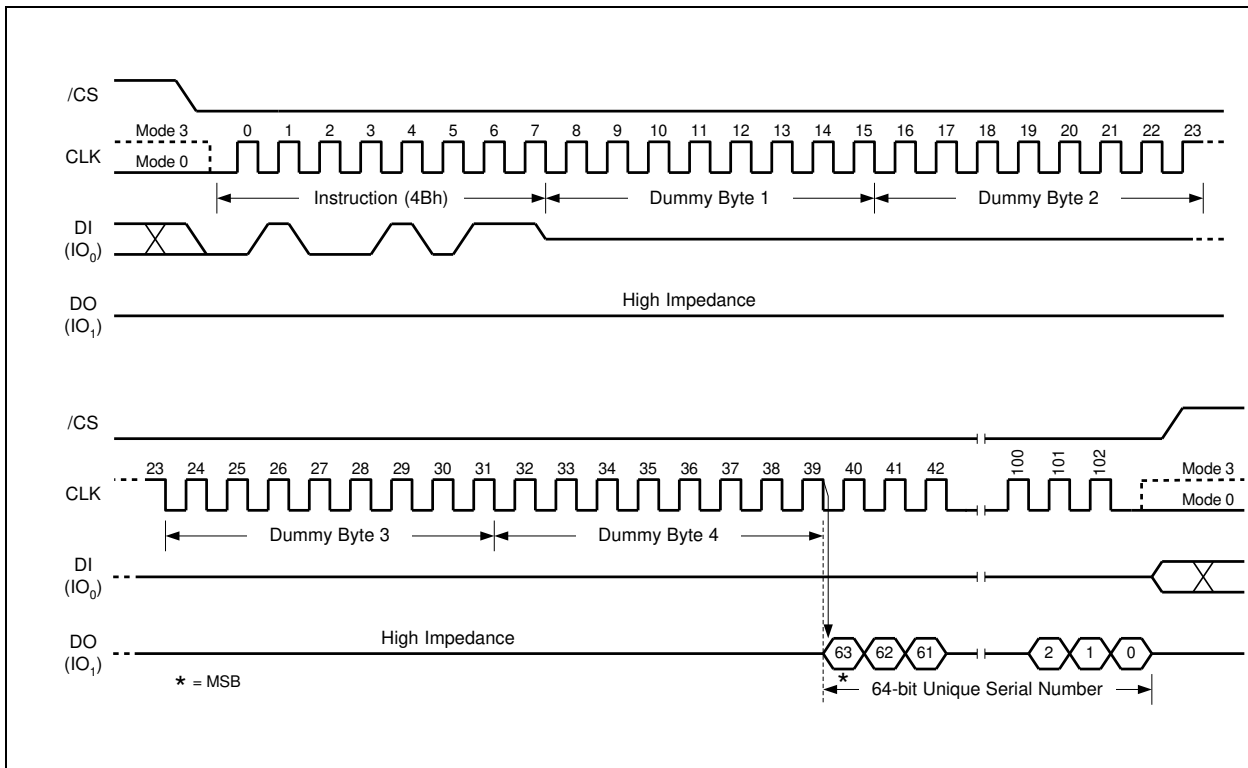 /CS
Mode 3
0 1 2 3 4 5 6 7 8 9 10 11 12 13 14 15 16 17 18 19 20 21 22 23
CLK
Mode 0
Instruction (4Bh) Dummy Byte 1 Dummy Byte 2
DI
(IO0)
High Impedance
DO
(IO1)
/CS
23 24 25 26 27 28 29 30 31 32 33 34 35 36 37 38 39 40 41 42 100 101 102
Mode 3
CLK
Mode 0
Dummy Byte 3 Dummy Byte 4
DI
(IO0)
High Impedance
DO
(IO1)
63 62 61 2 1 0
* = MSB
*
64-bit Unique Serial Number